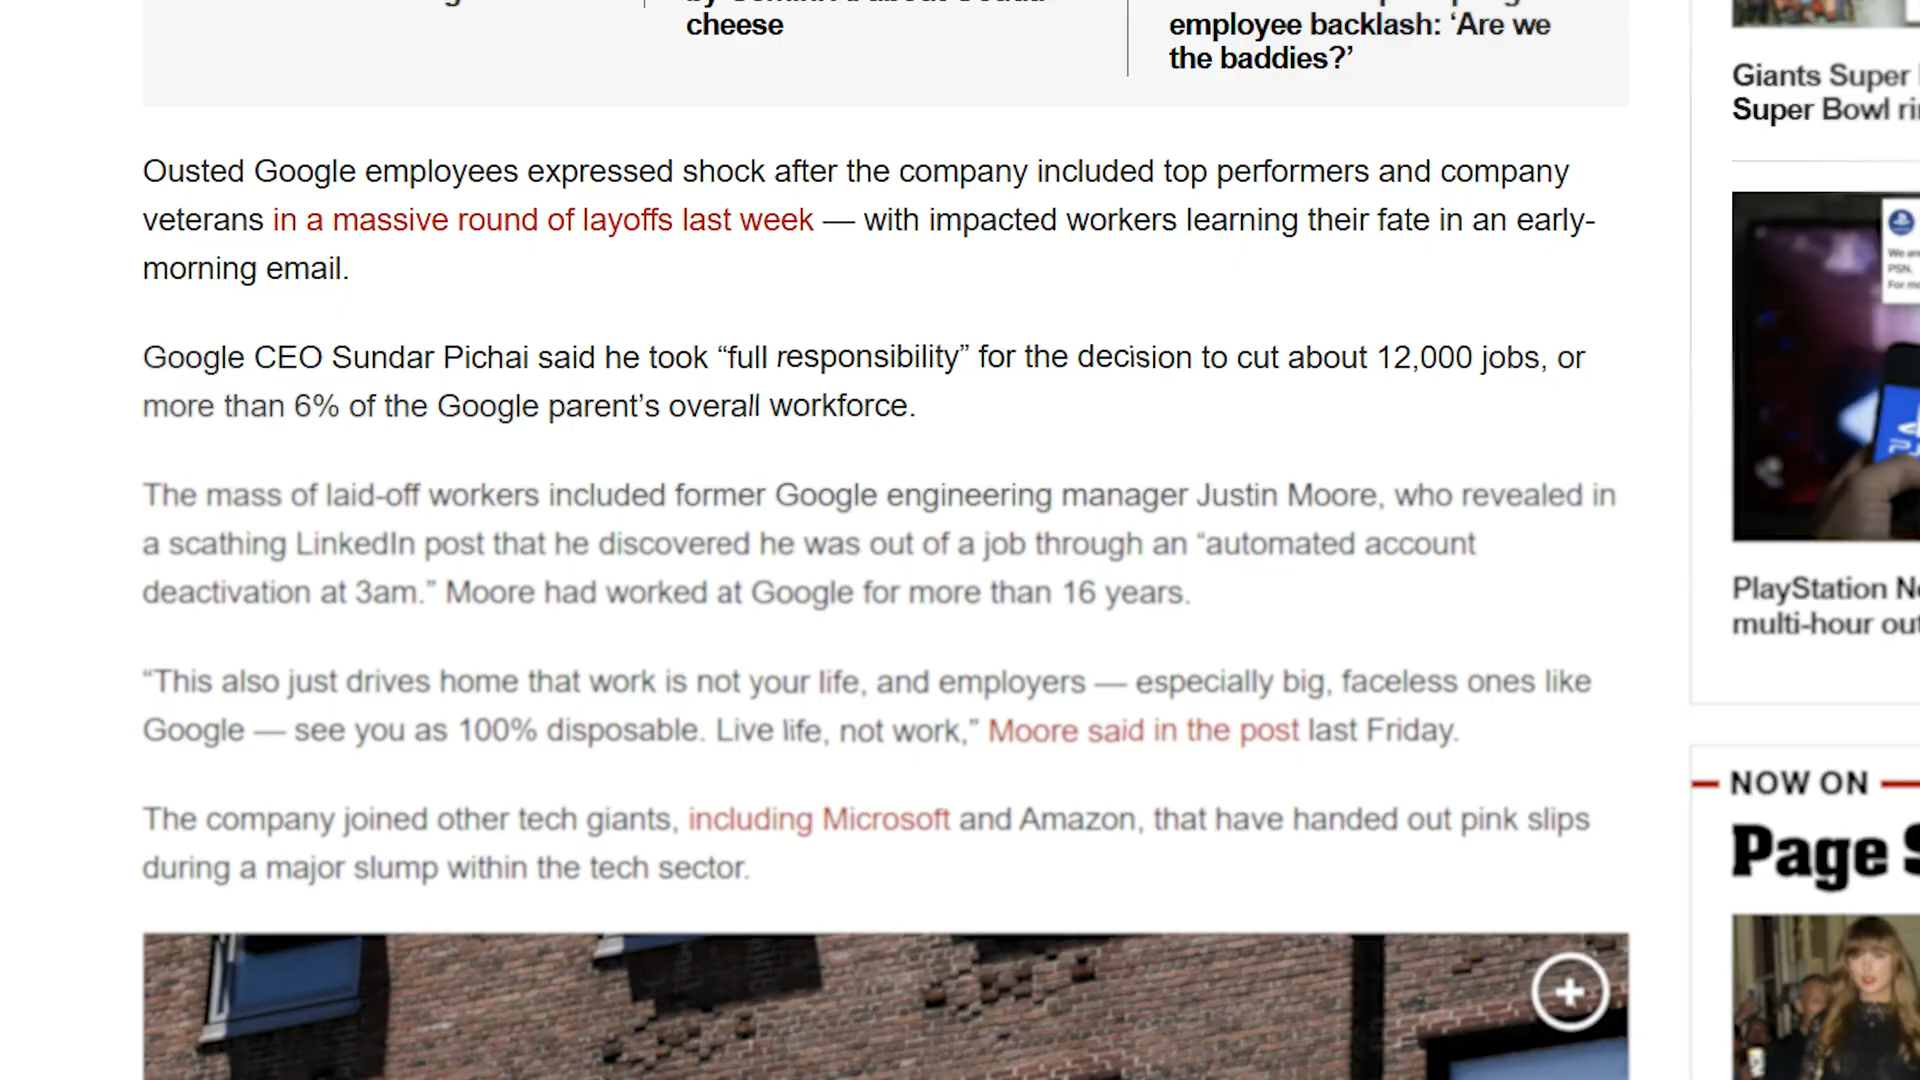 cheese
employee backlash: ‘Are we
the baddies?’
Ousted Google employees expressed shock after the company included top performers and company
veterans in a massive round of layoffs last week — with impacted workers learning their fate in an early-
morning email.
Google CEO Sundar Pichai said he took “full responsibility” for the decision to cut about 12,000 jobs, or
more than 6% of the Google parent’s overall workforce.
The mass of laid-off workers included former Google engineering manager Justin Moore, who revealed in
a scathing LinkedIn post that he discovered he was out of a job through an “automated account
deactivation at 3am.” Moore had worked at Google for more than 16 years.
“This also just drives home that work is not your life, and employers — especially big, faceless ones like
Google — see you as 100% disposable. Live life, not work,” Moore said in the post last Friday.
The company joined other tech giants, including Microsoft and Amazon, that have handed out pink slips
during a major slump within the tech sector.
Giants Super
Super Bowl
We are
PSN.
PlayStation
multi-hour
NOW ON
Page